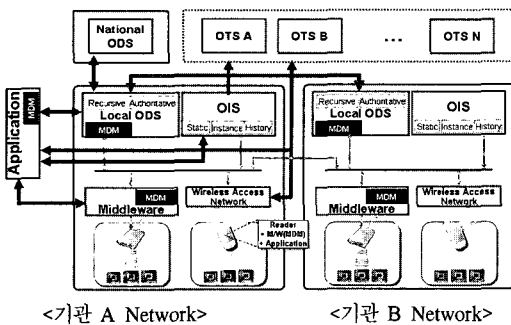 National
ODS
OTS A
OTS B
...
OTS N
Application
MDM
Recursive Authoritative
Local ODS
MDM
OIS
Static Instance History
Recursive Authoritative
Local ODS
MDM
OIS
Static Instance History
MDM
Middleware
Wireless Access
Network
MDM
Middleware
Wireless Access
Network
Reader
+ M/W(MDM)
+ Application
<기관 A Network>
<기관 B Network>